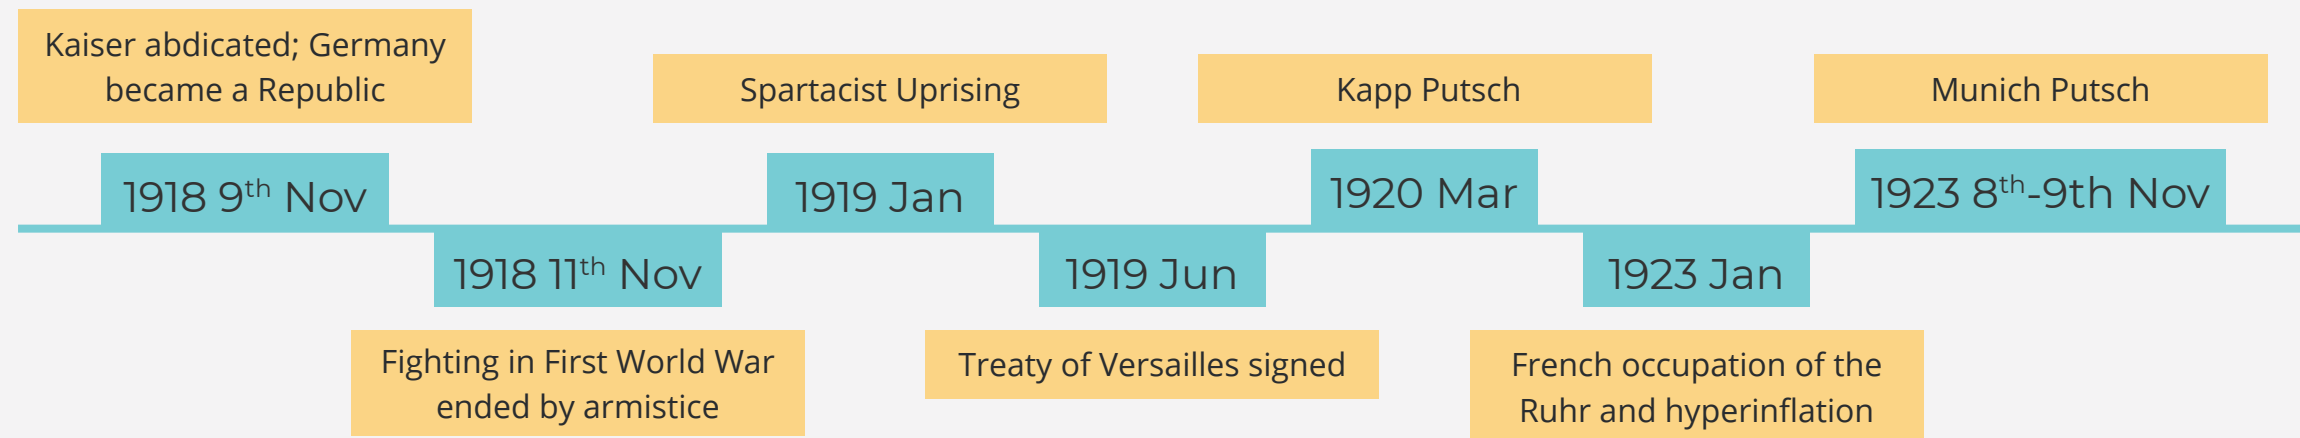 Kaiser abdicated; Germany
became a Republic
1918 9th Nov
1918 11th Nov
Fighting in First World War
ended by armistice
Spartacist Uprising
1919 Jan
1919 Jun
Treaty of Versailles signed
Kapp Putsch
1920 Mar
1923 Jan
French occupation of the
Ruhr and hyperinflation
Munich Putsch
1923 8th-9th Nov